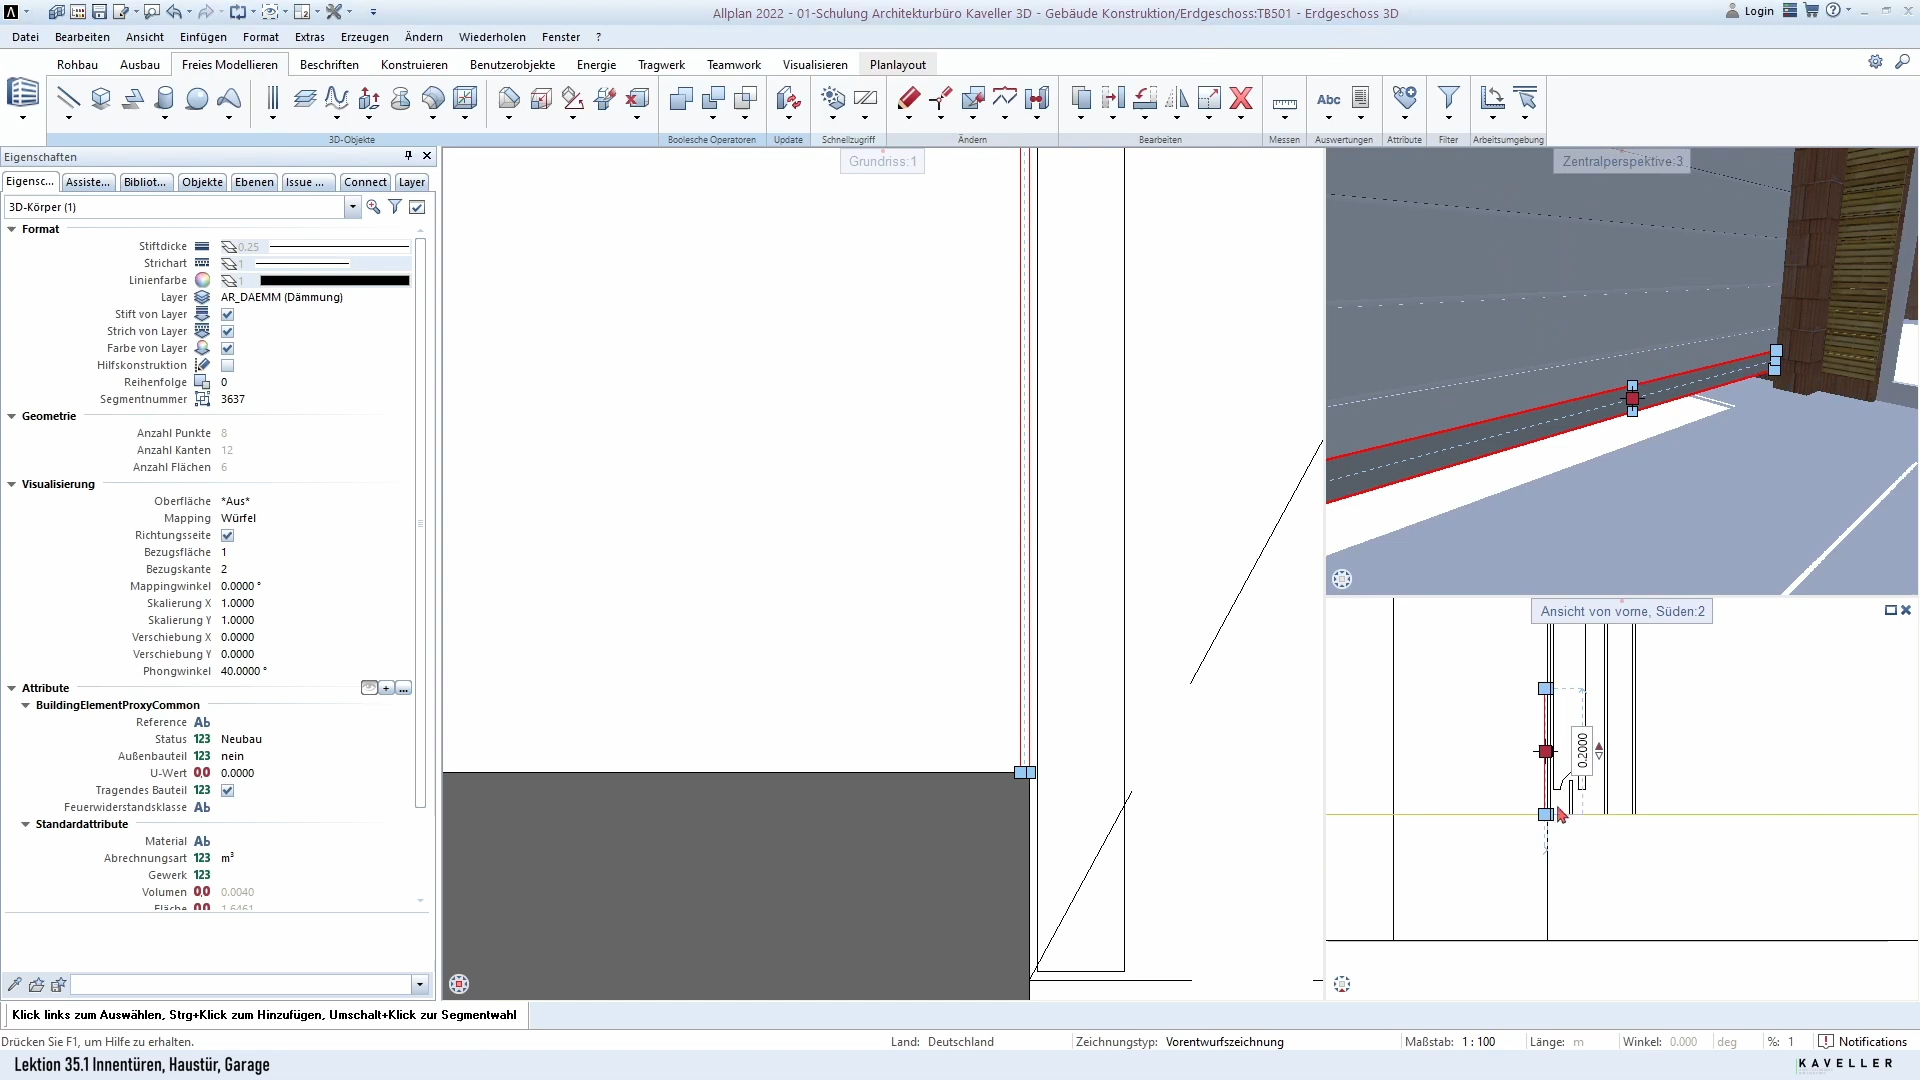 Allplan 2022 - 01-Schulung Architekturbüro Kaveller 3D - Gebäude Konstruktion/Erdgeschoss:TB501 - Erdgeschoss 3D
Login
Datei Bearbeiten Ansicht Einfügen Format Extras Erzeugen Ändern Wiederholen Fenster ?
Rohbau Ausbau Freies Modellieren Beschriften Konstruieren Benutzerobjekte Energie Tragwerk Teamwork Visualisieren Planlayout
Abc
3D-Objekte Boolesche Operatoren Update Schnellzugriff Ändern Bearbeiten Messen Auswertungen Attribute Filter Arbeitsumgebung
Eigenschaften
Eigensc... Assiste... Bibliot... Objekte Ebenen Issue ... Connect Layer
3D-Körper (1)
Format
Stiftdicke 0.25
Strichart 1
Linienfarbe 1
Layer AR_DAEMM (Dämmung)
Stift von Layer
Strich von Layer
Farbe von Layer
Hilfskonstruktion
Reihenfolge 0
Segmentnummer 3637
Geometrie
Anzahl Punkte 8
Anzahl Kanten 12
Anzahl Flächen 6
Visualisierung
Oberfläche *Aus*
Mapping Würfel
Richtungsseite
Bezugsfläche 1
Bezugskante 2
Mappingwinkel 0.0000 °
Skalierung X 1.0000
Skalierung Y 1.0000
Verschiebung X 0.0000
Verschiebung Y 0.0000
Phongwinkel 40.0000 °
Attribute
BuildingElementProxyCommon
Reference Ab
Status 123 Neubau
Außenbauteil 123 nein
U-Wert 0,0 0.0000
Tragendes Bauteil 123
Feuerwiderstandsklasse Ab
Standardattribute
Material Ab
Abrechnungsart 123 m³
Gewerk 123
Volumen 0,0 0.0040
Fläche 0,0 1.6461
Grundriss:1
Zentralperspektive:3
Ansicht von vorne, Süden:2
0.2000
Klick links zum Auswählen, Strg+Klick zum Hinzufügen, Umschalt+Klick zur Segmentwahl
Drücken Sie F1, um Hilfe zu erhalten. Land: Deutschland Zeichnungstyp: Vorentwurfszeichnung Maßstab: 1 : 100 Länge: m Winkel: 0.000 deg %: 1 Notifications
Lektion 35.1 Innentüren, Haustür, Garage
KAVELLER